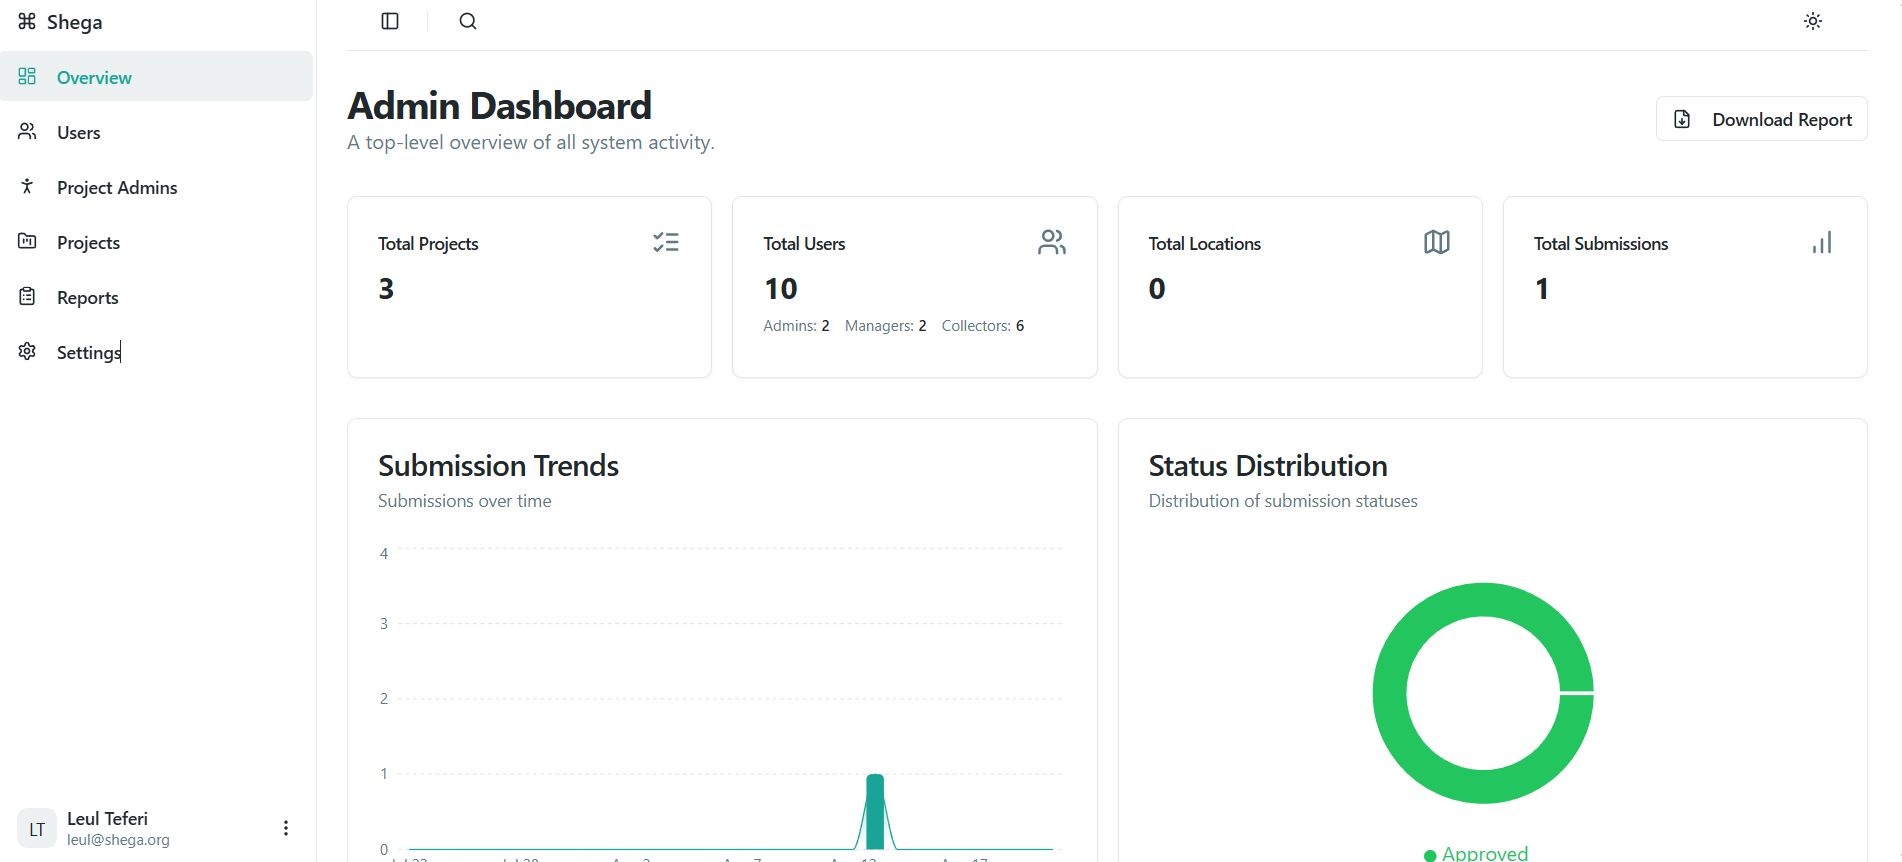 Shega
Overview
Users
Project Admins
Projects
Reports
Settings
Leul Teferi
LT
leul@shega.org
Admin Dashboard
A top-level overview of all system activity.
Download Report
Total Projects
3
Total Users
10
Admins: 2 Managers: 2 Collectors: 6
Total Locations
0
Total Submissions
1
Submission Trends
Submissions over time
4
3
2
1
0
Status Distribution
Distribution of submission statuses
Approved